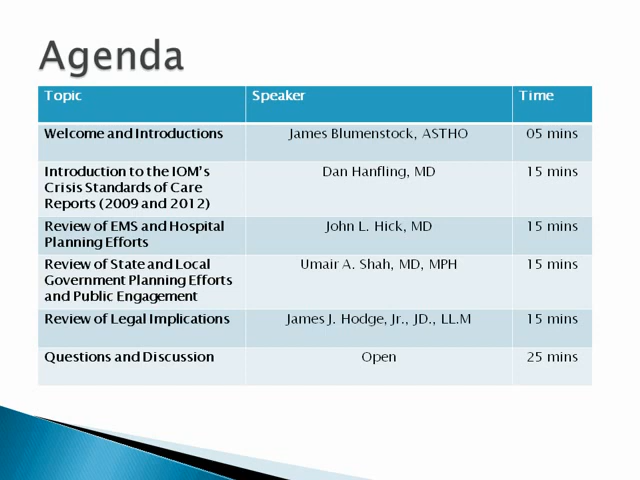 Agenda
Topic Speaker Time
Welcome and Introductions James Blumenstock, ASTHO 05 mins
Introduction to the IOM's Dan Hanfling, MD 15 mins
Crisis Standards of Care
Reports (2009 and 2012)
Review of EMS and Hospital John L. Hick, MD 15 mins
Planning Efforts
Review of State and Local Umair A. Shah, MD, MPH 15 mins
Government Planning Efforts
and Public Engagement
Review of Legal Implications James J. Hodge, Jr., JD., LL.M 15 mins
Questions and Discussion Open 25 mins